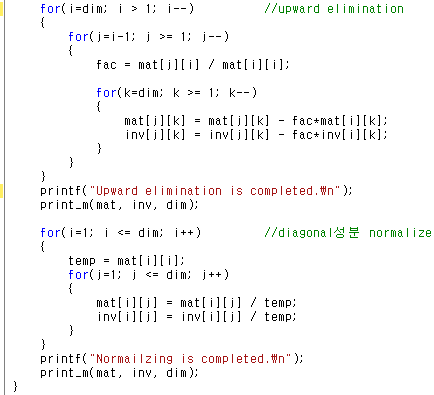 for(i=dim; i > 1; i--) //upward elimination
{
for(j=i-1; j >= 1; j--)
{
fac = mat[j][i] / mat[i][i];
for(k=dim; k >= 1; k--)
{
mat[j][k] = mat[j][k] - fac*mat[i][k];
inv[j][k] = inv[j][k] - fac*inv[i][k];
}
}
}
printf("Upward elimination is completed.₩n");
print_m(mat, inv, dim);
for(i=1; i <= dim; i++) //diagonal성분 normalize
{
temp = mat[i][i];
for(j=1; j <= dim; j++)
{
mat[i][j] = mat[i][j] / temp;
inv[i][j] = inv[i][j] / temp;
}
}
printf("Normailzing is completed.₩n");
print_m(mat, inv, dim);
}